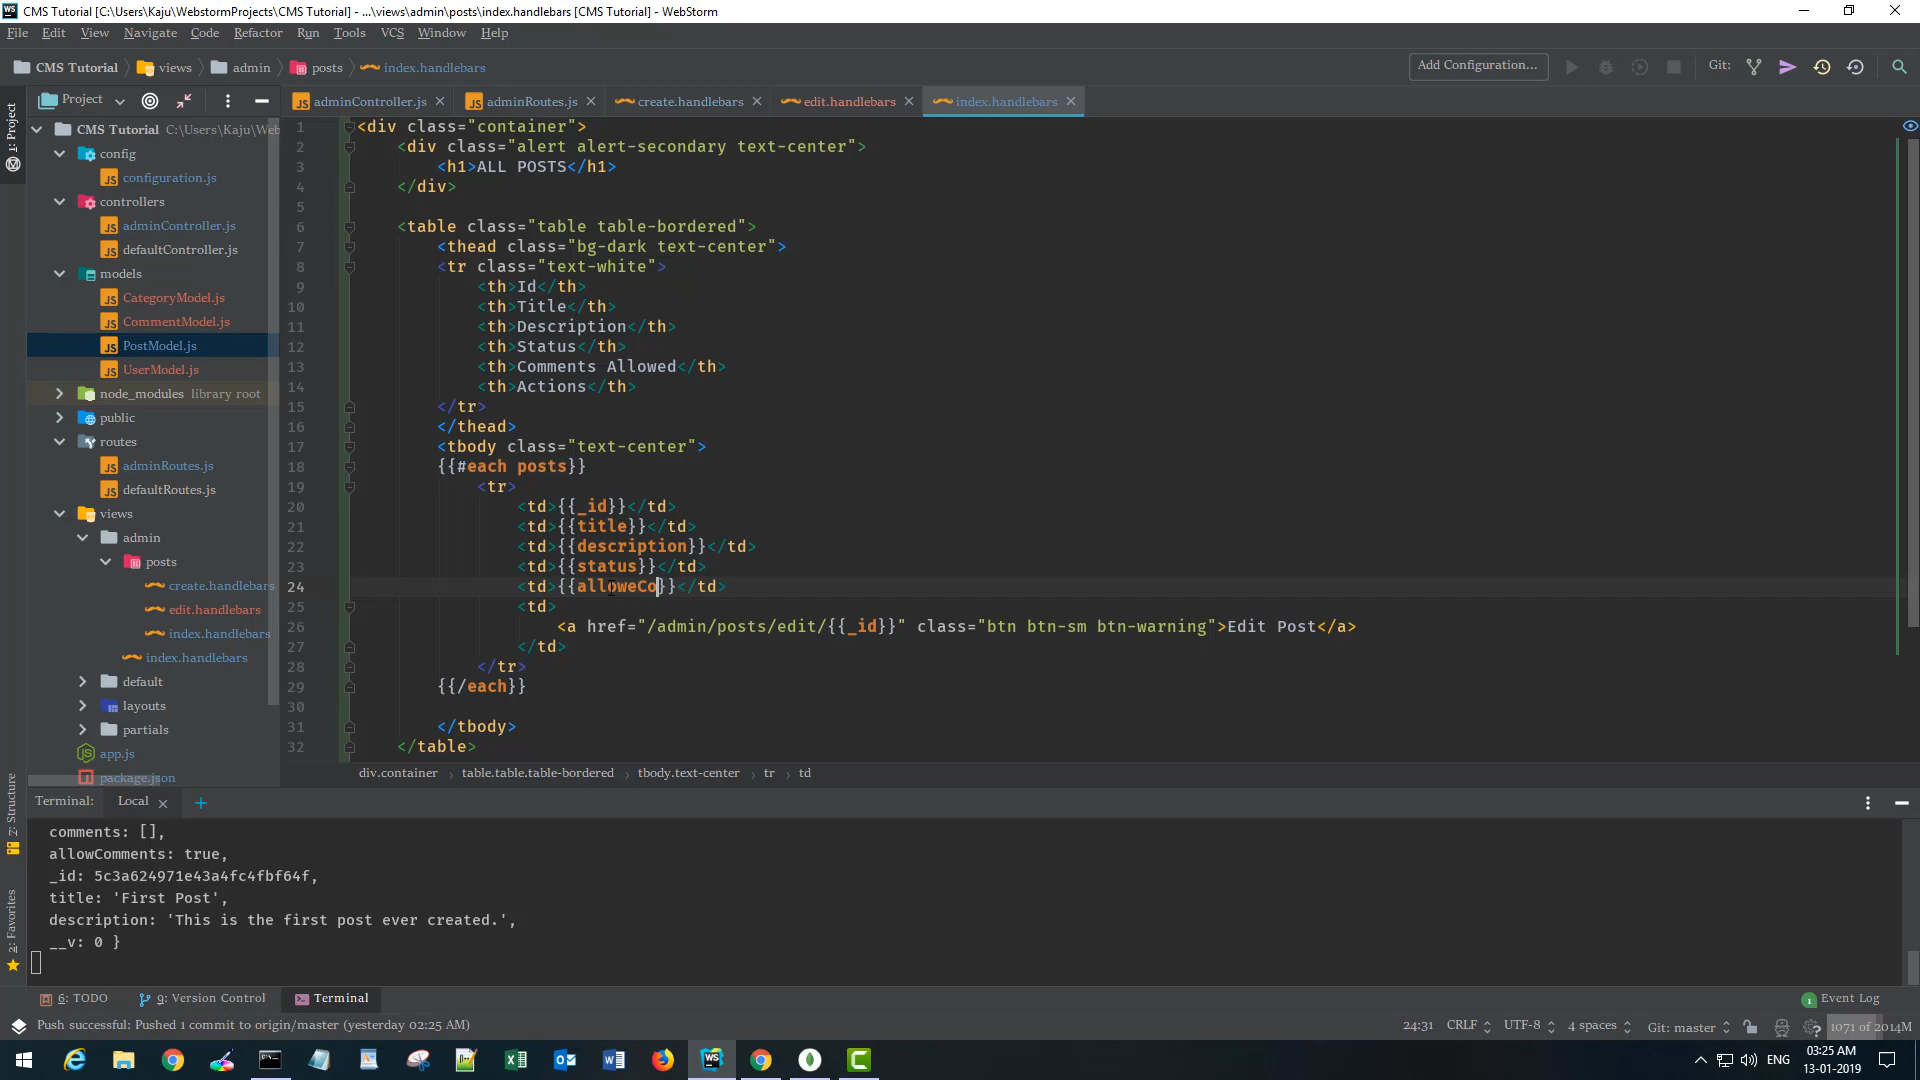 CMS Tutorial [C:\Users\Kaju\WebstormProjects\CMS Tutorial] - ...\views\admin\posts\index.handlebars [CMS Tutorial] - WebStorm
File Edit View Navigate Code Refactor Run Tools VCS Window Help
CMS Tutorial views admin posts index.handlebars Add Configuration... Git:
Project adminController.js adminRoutes.js create.handlebars edit.handlebars index.handlebars
1: Project
CMS Tutorial C:\Users\Kaju\Web
config
configuration.js
controllers
adminController.js
defaultController.js
models
CategoryModel.js
CommentModel.js
PostModel.js
UserModel.js
node_modules library root
public
routes
adminRoutes.js
defaultRoutes.js
views
admin
posts
create.handlebars
edit.handlebars
index.handlebars
index.handlebars
default
layouts
partials
app.js
package.json
1 <div class="container">
2 <div class="alert alert-secondary text-center">
3 <h1>ALL POSTS</h1>
4 </div>
5
6 <table class="table table-bordered">
7 <thead class="bg-dark text-center">
8 <tr class="text-white">
9 <th>Id</th>
10 <th>Title</th>
11 <th>Description</th>
12 <th>Status</th>
13 <th>Comments Allowed</th>
14 <th>Actions</th>
15 </tr>
16 </thead>
17 <tbody class="text-center">
18 {{#each posts}}
19 <tr>
20 <td>{{_id}}</td>
21 <td>{{title}}</td>
22 <td>{{description}}</td>
23 <td>{{status}}</td>
24 <td>{{alloweCo}}</td>
25 <td>
26 <a href="/admin/posts/edit/{{_id}}" class="btn btn-sm btn-warning">Edit Post</a>
27 </td>
28 </tr>
29 {{/each}}
30
31 </tbody>
32 </table>
div.container table.table.table-bordered tbody.text-center tr td
Z: Structure
2: Favorites
Terminal: Local
comments: [],
allowComments: true,
_id: 5c3a624971e43a4fc4fbf64f,
title: 'First Post',
description: 'This is the first post ever created.',
__v: 0 }
6: TODO 9: Version Control Terminal 1 Event Log
Push successful: Pushed 1 commit to origin/master (yesterday 02:25 AM) 24:31 CRLF UTF-8 4 spaces Git: master 1071 of 2014M
ENG 03:25 AM
13-01-2019